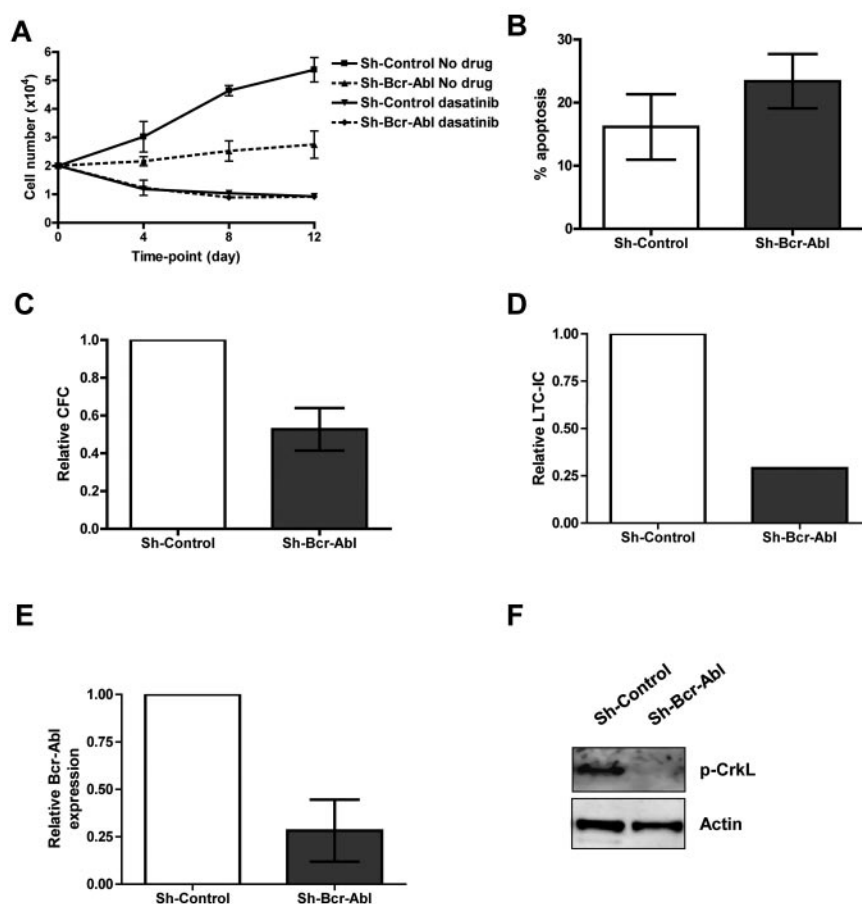 A
Cell number (x10⁴)
6
5
4
3
2
1
0
0 4 8 12
Time-point (day)
Sh-Control No drug
Sh-Bcr-Abl No drug
Sh-Control dasatinib
Sh-Bcr-Abl dasatinib
B
% apoptosis
30
20
10
0
Sh-Control Sh-Bcr-Abl
C
Relative CFC
1.0
0.8
0.6
0.4
0.2
0.0
Sh-Control Sh-Bcr-Abl
D
Relative LTC-IC
1.00
0.75
0.50
0.25
0.00
Sh-Control Sh-Bcr-Abl
E
Relative Bcr-Abl
expression
1.00
0.75
0.50
0.25
0.00
Sh-Control Sh-Bcr-Abl
F
Sh-Control
Sh-Bcr-Abl
p-CrkL
Actin